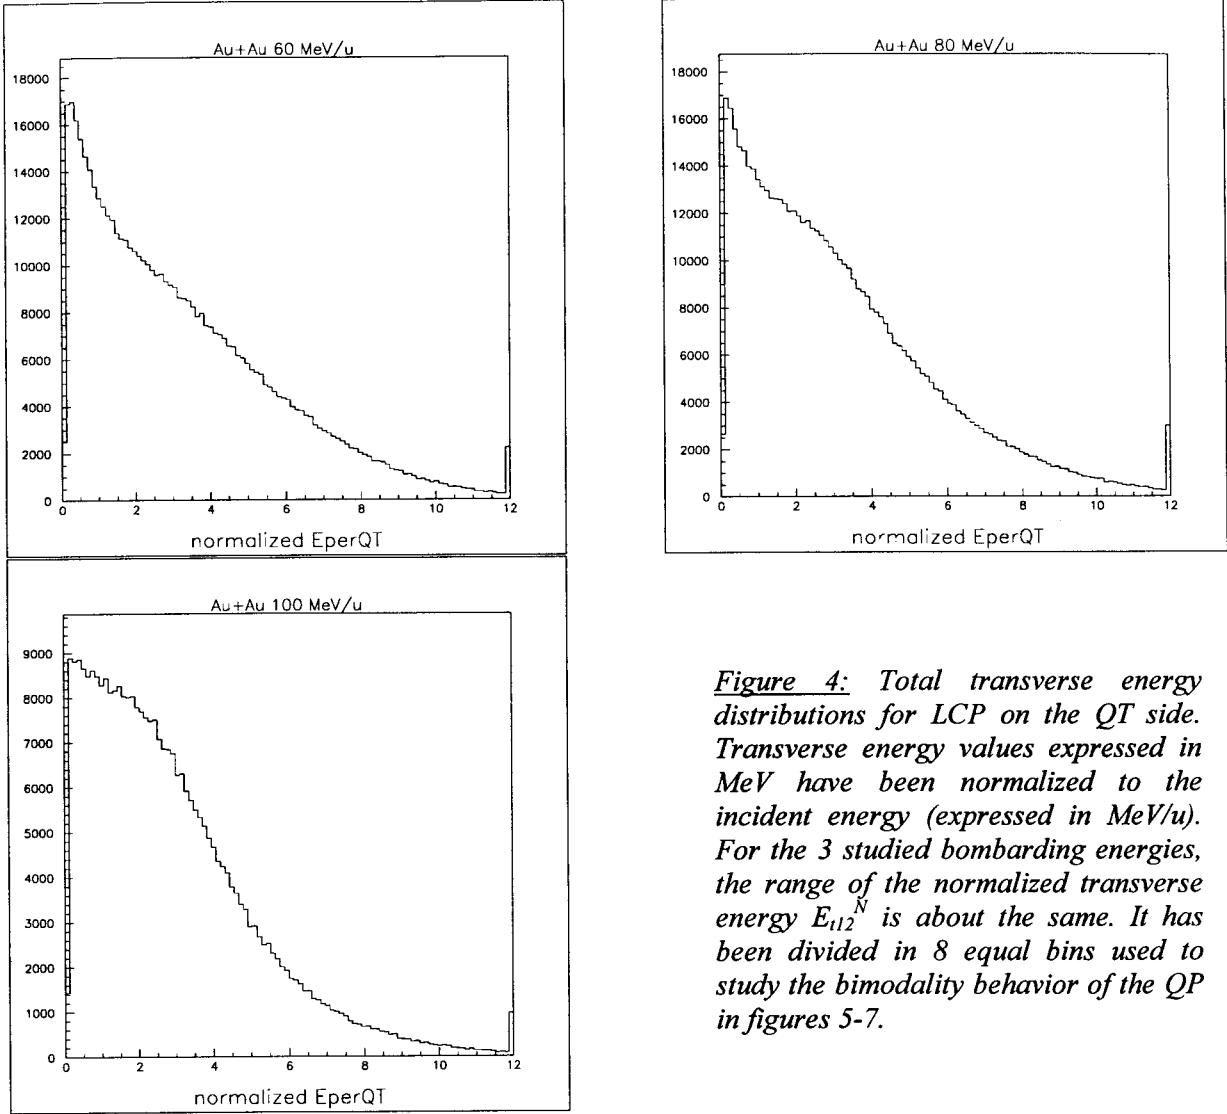 Au+Au 60 MeV/u
18000
16000
14000
12000
10000
8000
6000
4000
2000
0
0 2 4 6 8 10 12
normalized EperQT
Au+Au 80 MeV/u
18000
16000
14000
12000
10000
8000
6000
4000
2000
0
0 2 4 6 8 10 12
normalized EperQT
Au+Au 100 MeV/u
9000
8000
7000
6000
5000
4000
3000
2000
1000
0
0 2 4 6 8 10 12
normalized EperQT
Figure 4: Total transverse energy
distributions for LCP on the QT side.
Transverse energy values expressed in
MeV have been normalized to the
incident energy (expressed in MeV/u).
For the 3 studied bombarding energies,
the range of the normalized transverse
energy Et12^N is about the same. It has
been divided in 8 equal bins used to
study the bimodality behavior of the QP
in figures 5-7.